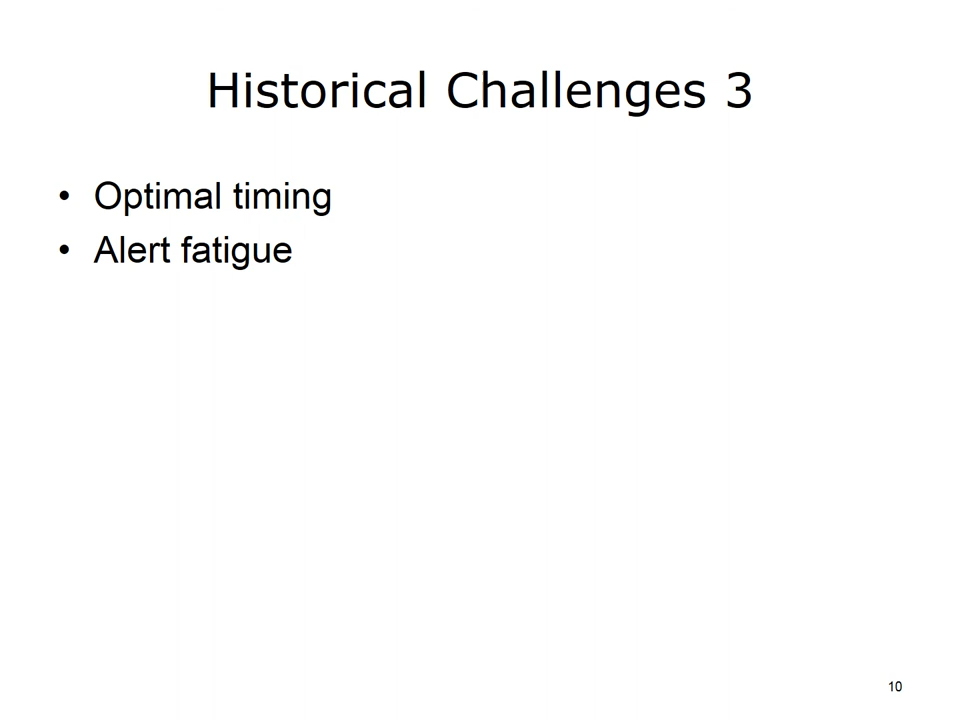 Historical Challenges 3
• Optimal timing
• Alert fatigue
10